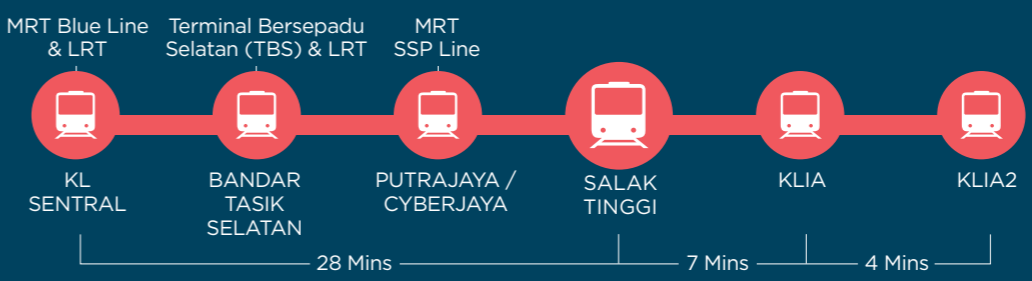 MRT Blue Line
& LRT
Terminal Bersepadu
Selatan (TBS) & LRT
MRT
SSP Line
KL
SENTRAL
BANDAR
TASIK
SELATAN
PUTRAJAYA /
CYBERJAYA
SALAK
TINGGI
KLIA
KLIA2
28 Mins
7 Mins
4 Mins